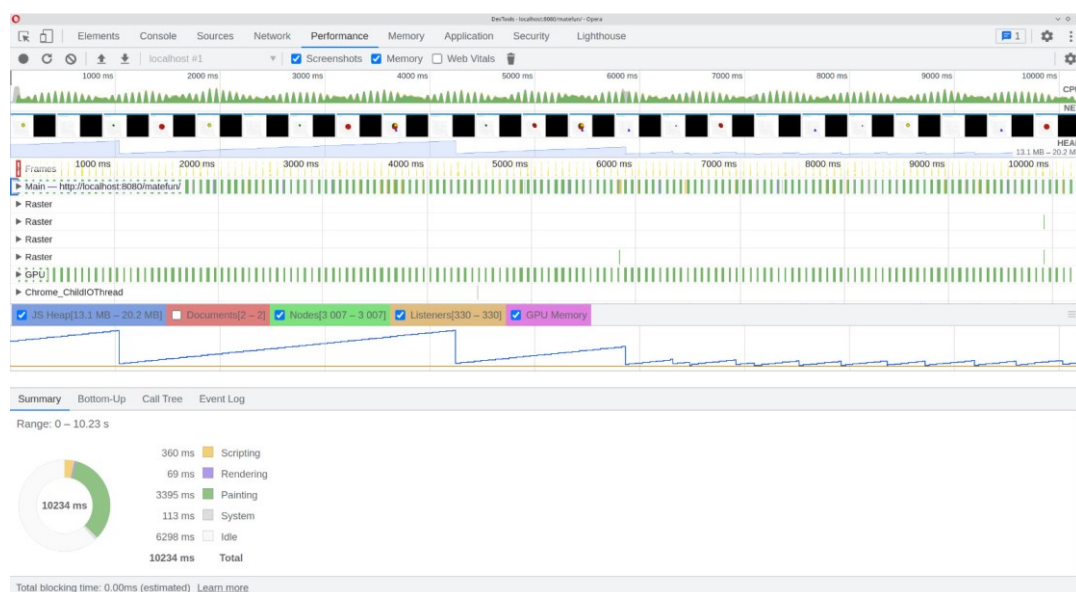 DevTools - localhost:8080/matefun/ - Opera
Elements Console Sources Network Performance Memory Application Security Lighthouse 1
localhost #1 Screenshots Memory Web Vitals
1000 ms 2000 ms 3000 ms 4000 ms 5000 ms 6000 ms 7000 ms 8000 ms 9000 ms 10000 ms
CPU
NE
HEA
13.1 MB – 20.2 M
Frames 1000 ms 2000 ms 3000 ms 4000 ms 5000 ms 6000 ms 7000 ms 8000 ms 9000 ms 10000 ms
Main — http://localhost:8080/matefun/
Raster
Raster
Raster
Raster
GPU
Chrome_ChildIOThread
JS Heap[13.1 MB – 20.2 MB] Documents[2 – 2] Nodes[3 007 – 3 007] Listeners[330 – 330] GPU Memory
Summary Bottom-Up Call Tree Event Log
Range: 0 – 10.23 s
360 ms Scripting
69 ms Rendering
3395 ms Painting
10234 ms
113 ms System
6298 ms Idle
10234 ms Total
Total blocking time: 0.00ms (estimated) Learn more